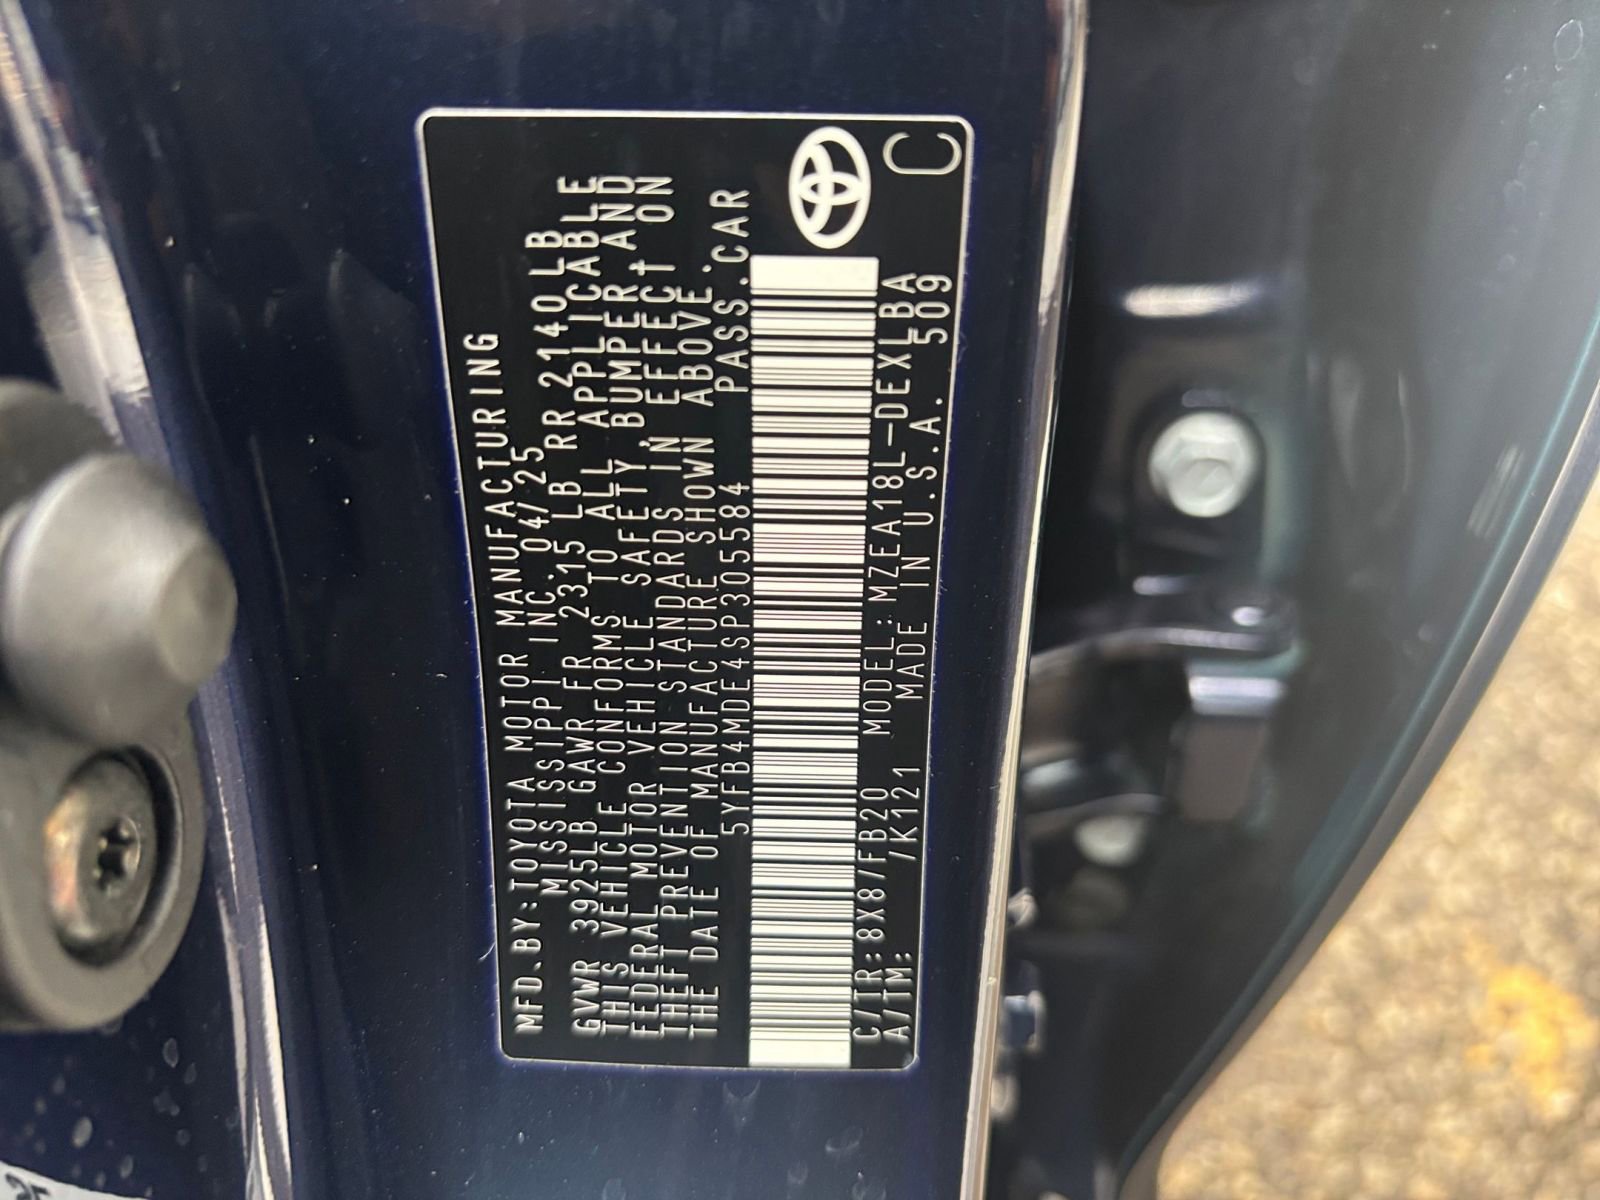 MFD.BY:TOYOTA MOTOR MANUFACTURING
MISSISSIPPI INC. 04/25
GVWR 3925LB GAWR FR 2315 LB RR 2140LB
THIS VEHICLE CONFORMS TO ALL APPLICABLE
FEDERAL MOTOR VEHICLE SAFETY, BUMPER, AND
THEFT PREVENTION STANDARDS IN EFFECT ON
THE DATE OF MANUFACTURE SHOWN ABOVE.
5YFB4MDE4SP305584 PASS.CAR
C/TR:8X8/FB20 MODEL:MZEA18L-DEXLBA
A/TM: /K121 MADE IN U.S.A. 509
C